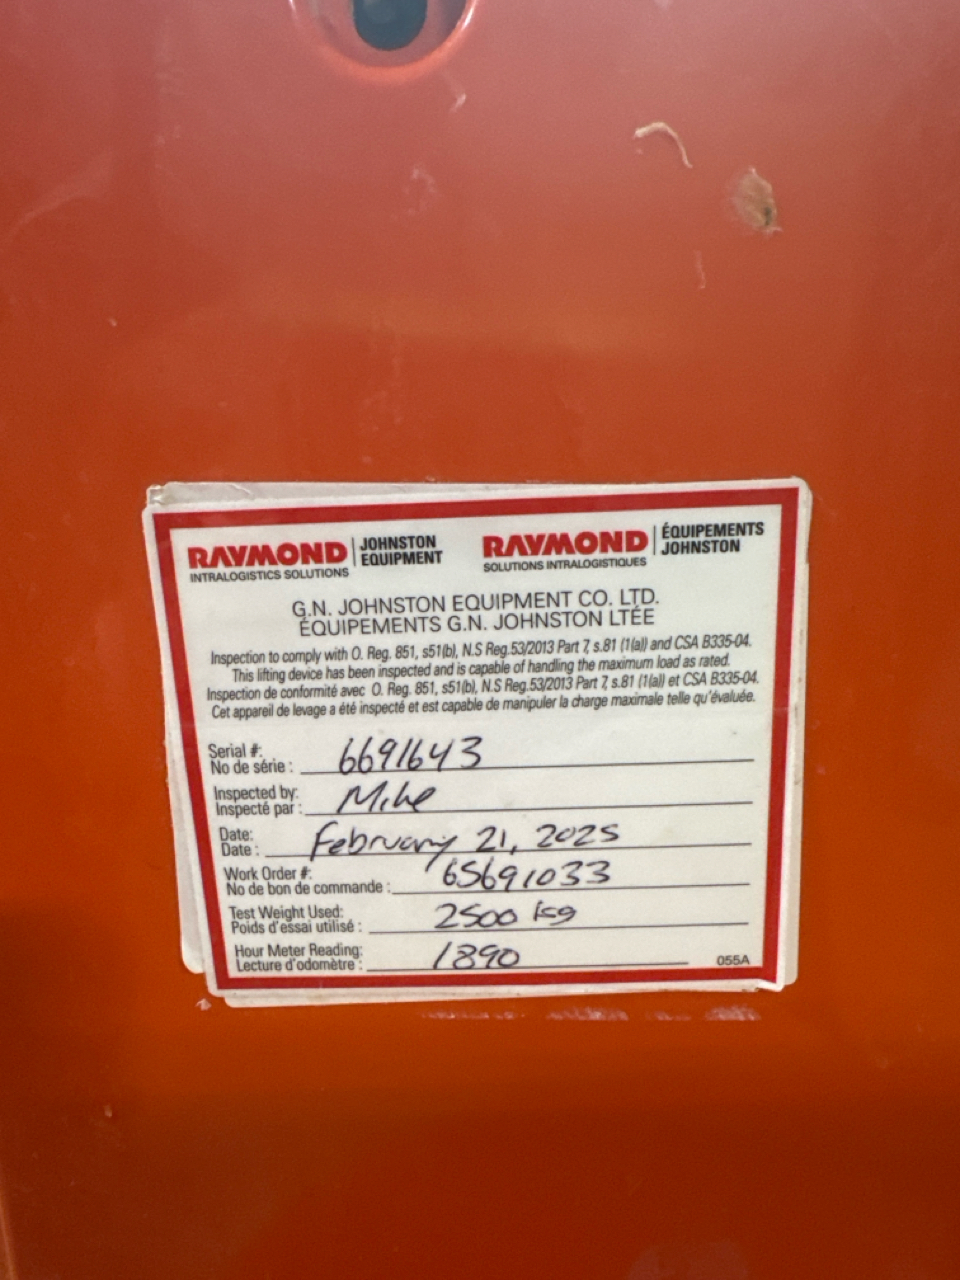 RAYMOND | JOHNSTON EQUIPMENT
INTRALOGISTICS SOLUTIONS
RAYMOND | ÉQUIPEMENTS JOHNSTON
SOLUTIONS INTRALOGISTIQUES
G.N. JOHNSTON EQUIPMENT CO. LTD.
ÉQUIPEMENTS G.N. JOHNSTON LTÉE
Inspection to comply with O. Reg. 851, s51(b), N.S Reg.53/2013 Part 7, s.81 (1(a)) and CSA B335-04.
This lifting device has been inspected and is capable of handling the maximum load as rated.
Inspection de conformité avec O. Reg. 851, s51(b), N.S Reg.53/2013 Part 7, s.81 (1(a)) et CSA B335-04.
Cet appareil de levage a été inspecté et est capable de manipuler la charge maximale telle qu'évaluée.
Serial #:
No de série : 6691643
Inspected by:
Inspecté par : Mike
Date:
Date : February 21, 2025
Work Order #:
No de bon de commande : 65691033
Test Weight Used:
Poids d'essai utilisé : 2500 kg
Hour Meter Reading:
Lecture d'odomètre : 1890
055A